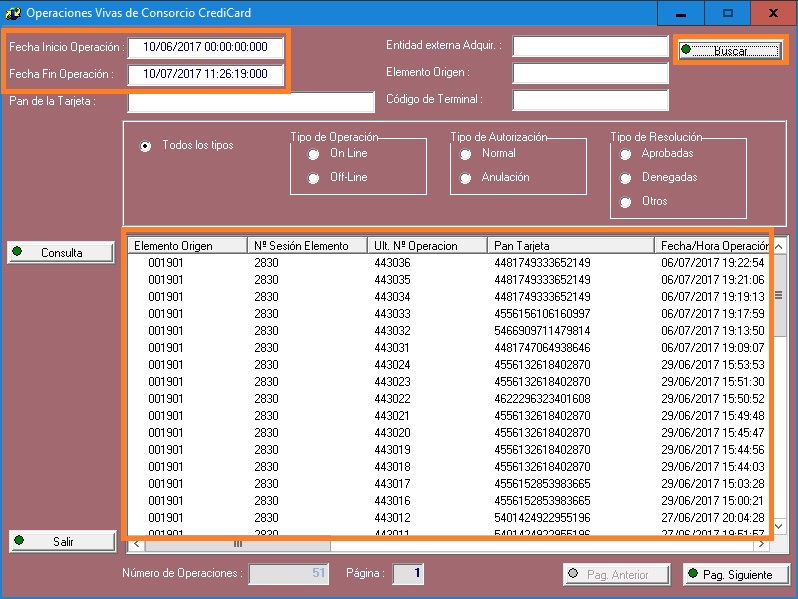 Operaciones Vivas de Consorcio CrediCard
Fecha Inicio Operación : 10/06/2017 00:00:00:000
Entidad externa Adquir. :
Buscar
Fecha Fin Operación : 10/07/2017 11:26:19:000
Elemento Origen :
Pan de la Tarjeta :
Código de Terminal :
Todos los tipos
Tipo de Operación
On Line
Off-Line
Tipo de Autorización
Normal
Anulación
Tipo de Resolución
Aprobadas
Denegadas
Otros
Consulta
Elemento Origen Nº Sesión Elemento Ult. Nº Operacion Pan Tarjeta Fecha/Hora Operación
001901 2830 443036 4481749333652149 06/07/2017 19:22:54
001901 2830 443035 4481749333652149 06/07/2017 19:21:06
001901 2830 443034 4481749333652149 06/07/2017 19:19:13
001901 2830 443033 4556156106160997 06/07/2017 19:17:59
001901 2830 443032 5466909711479814 06/07/2017 19:13:50
001901 2830 443031 4481747064938646 06/07/2017 19:09:07
001901 2830 443024 4556132618402870 29/06/2017 15:53:53
001901 2830 443023 4556132618402870 29/06/2017 15:51:30
001901 2830 443022 4622296323401608 29/06/2017 15:50:52
001901 2830 443021 4556132618402870 29/06/2017 15:49:48
001901 2830 443020 4556132618402870 29/06/2017 15:45:47
001901 2830 443019 4556132618402870 29/06/2017 15:44:56
001901 2830 443018 4556132618402870 29/06/2017 15:44:03
001901 2830 443017 4556152853983665 29/06/2017 15:03:28
001901 2830 443016 4556152853983665 29/06/2017 15:00:21
001901 2830 443012 5401424922955196 27/06/2017 20:04:28
001901 2830 443011 5401424922955196 27/06/2017 19:51:57
Salir
Número de Operaciones : 51
Página : 1
Pag. Anterior
Pag. Siguiente